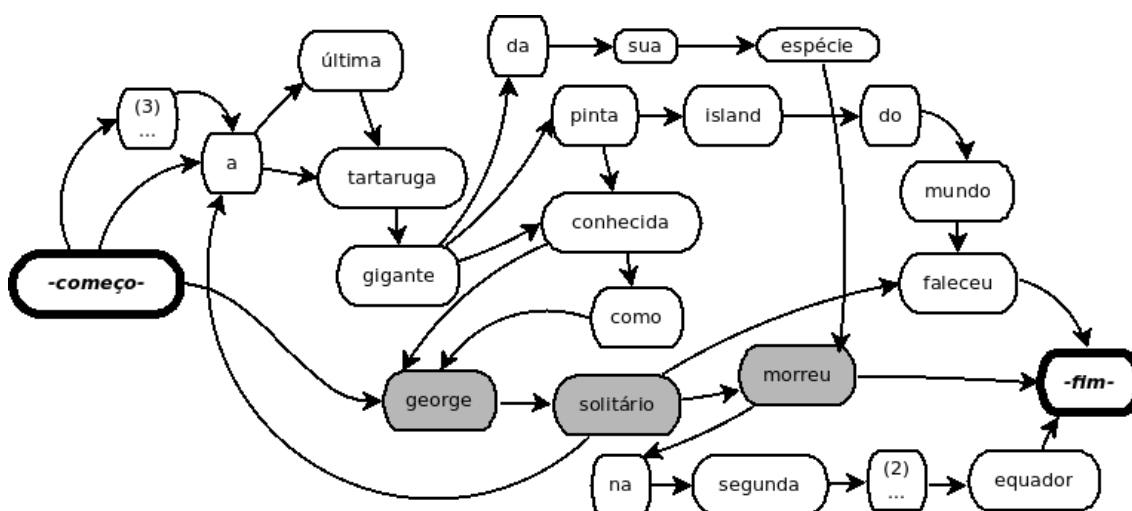 da
sua
espécie
última
(3)
...
pinta
island
do
a
tartaruga
mundo
conhecida
gigante
-começo-
faleceu
como
morreu
-fim-
george
solitário
na
segunda
(2)
...
equador